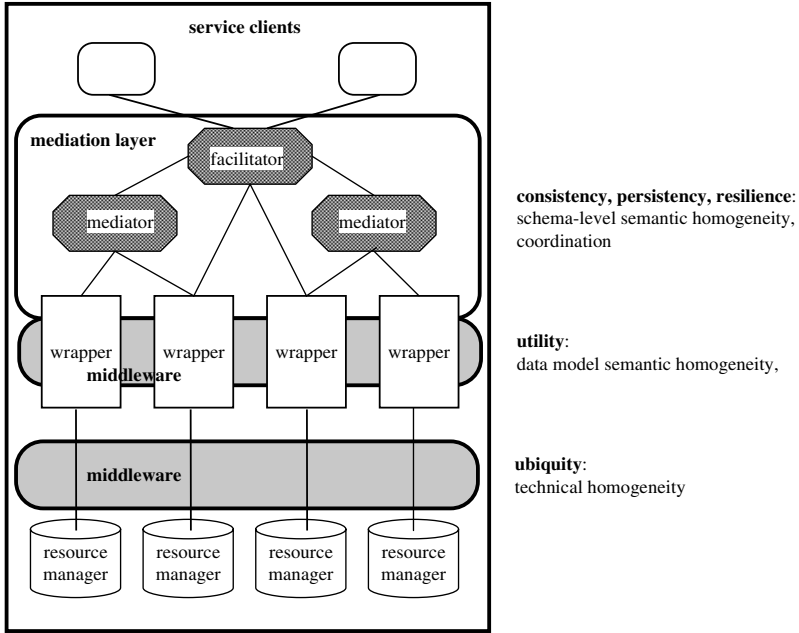 service clients
mediation layer
facilitator
mediator
mediator
consistency, persistency, resilience:
schema-level semantic homogeneity,
coordination
wrapper
wrapper
wrapper
wrapper
middleware
utility:
data model semantic homogeneity,
middleware
ubiquity:
technical homogeneity
resource
manager
resource
manager
resource
manager
resource
manager